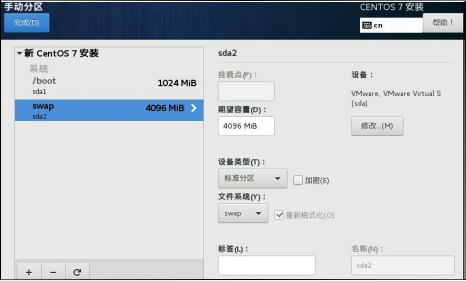 手动分区
CENTOS 7 安装
完成(D)
cn
帮助！
新 CentOS 7 安装
系统
/boot
1024 MiB
sda1
swap
4096 MiB
sda2
sda2
挂载点(P)：
设备：
VMware, VMware Virtual S
(sda)
期望容量(D)：
4096 MiB
修改...(M)
设备类型(T)：
标准分区
加密(E)
文件系统(Y)：
swap
重新格式化(O)
标签(L)：
名称(N)：
sda2